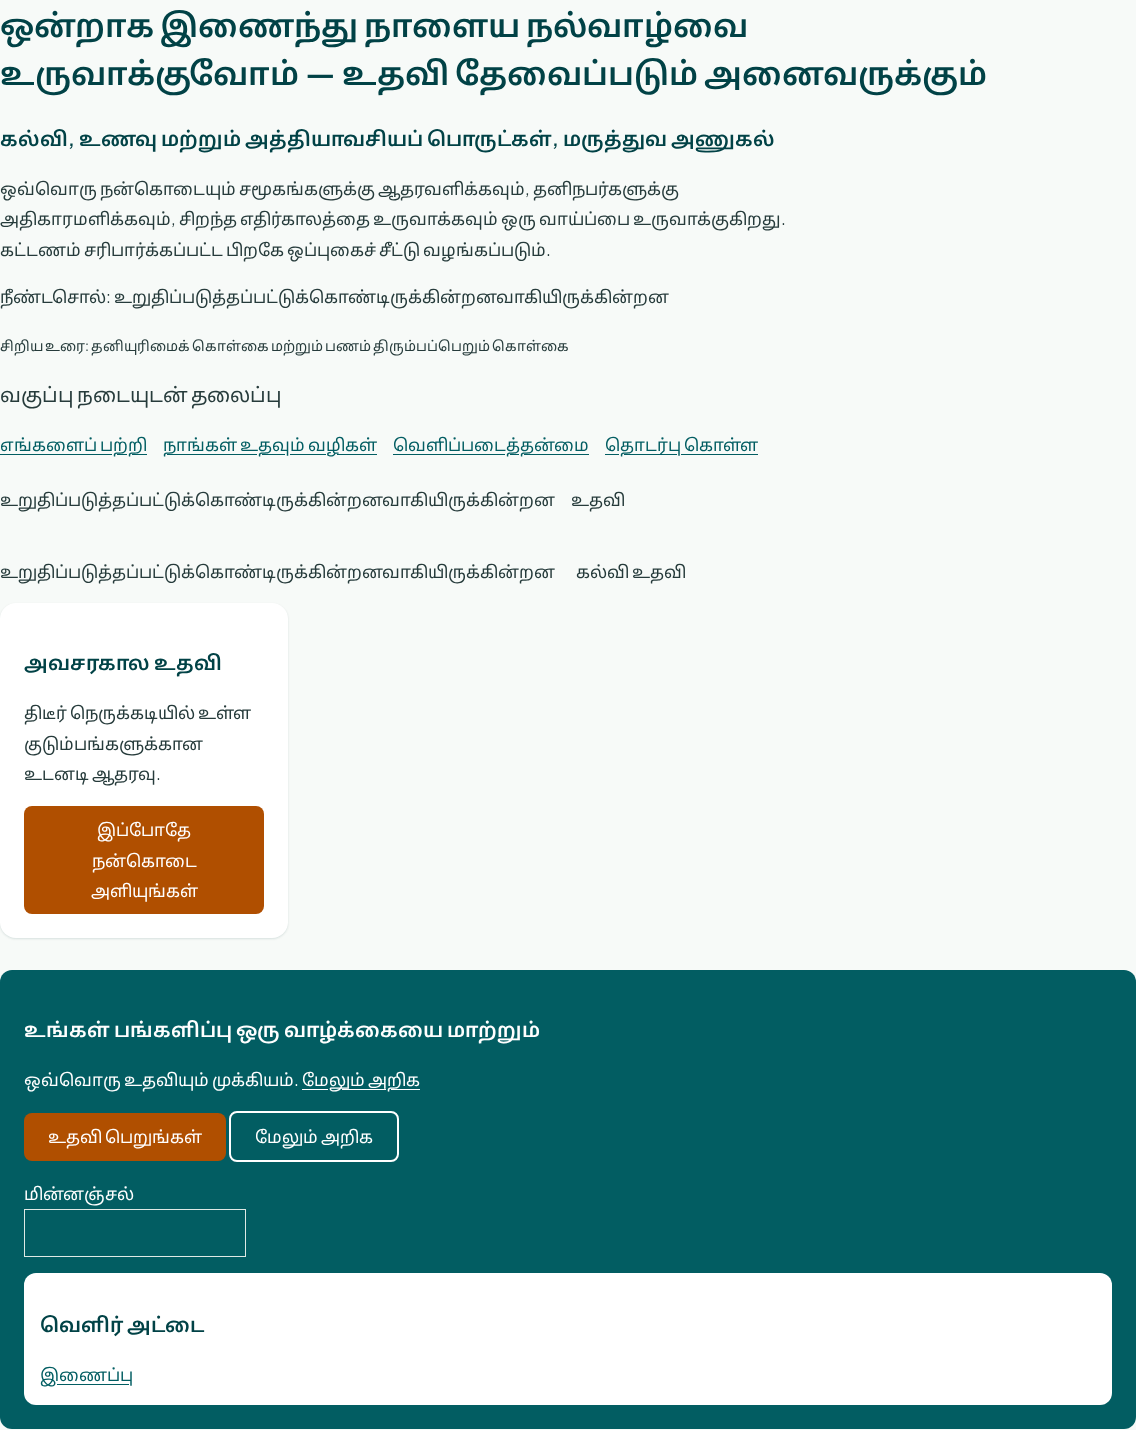 ஒன்றாக இணைந்து நாளைய நல்வாழ்வை
உருவாக்குவோம் — உதவி தேவைப்படும் அனைவருக்கும்
கல்வி, உணவு மற்றும் அத்தியாவசியப் பொருட்கள், மருத்துவ அணுகல்
ஒவ்வொரு நன்கொடையும் சமூகங்களுக்கு ஆதரவளிக்கவும், தனிநபர்களுக்கு
அதிகாரமளிக்கவும், சிறந்த எதிர்காலத்தை உருவாக்கவும் ஒரு வாய்ப்பை உருவாக்குகிறது.
கட்டணம் சரிபார்க்கப்பட்ட பிறகே ஒப்புகைச் சீட்டு வழங்கப்படும்.
நீண்டசொல்: உறுதிப்படுத்தப்பட்டுக்கொண்டிருக்கின்றனவாகியிருக்கின்றன
சிறிய உரை: தனியுரிமைக் கொள்கை மற்றும் பணம் திரும்பப்பெறும் கொள்கை
வகுப்பு நடையுடன் தலைப்பு
எங்களைப் பற்றி நாங்கள் உதவும் வழிகள் வெளிப்படைத்தன்மை தொடர்பு கொள்ள
உறுதிப்படுத்தப்பட்டுக்கொண்டிருக்கின்றனவாகியிருக்கின்றன உதவி
உறுதிப்படுத்தப்பட்டுக்கொண்டிருக்கின்றனவாகியிருக்கின்றன கல்வி உதவி
அவசரகால உதவி
திடீர் நெருக்கடியில் உள்ள
குடும்பங்களுக்கான
உடனடி ஆதரவு.
இப்போதே
நன்கொடை
அளியுங்கள்
உங்கள் பங்களிப்பு ஒரு வாழ்க்கையை மாற்றும்
ஒவ்வொரு உதவியும் முக்கியம். மேலும் அறிக
உதவி பெறுங்கள் மேலும் அறிக
மின்னஞ்சல்
வெளிர் அட்டை
இணைப்பு